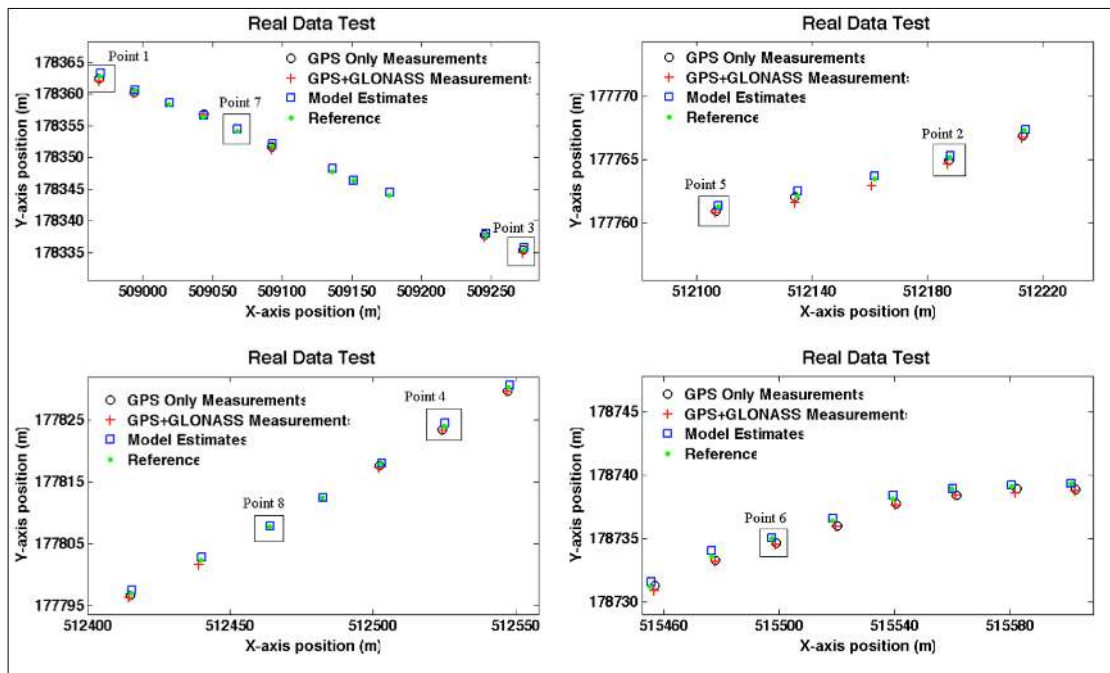 Real Data Test
Point 1
GPS Only Measurements
GPS+GLONASS Measurements
Model Estimates
Reference
Point 7
Point 3
178365
178360
178355
178350
178345
178340
178335
Y-axis position (m)
509000 509050 509100 509150 509200 509250
X-axis position (m)
Real Data Test
GPS Only Measurements
GPS+GLONASS Measurements
Model Estimates
Reference
Point 2
Point 5
177770
177765
177760
Y-axis position (m)
512100 512140 512180 512220
X-axis position (m)
Real Data Test
GPS Only Measurements
GPS+GLONASS Measurements
Model Estimates
Reference
Point 4
Point 8
177825
177815
177805
177795
Y-axis position (m)
512400 512450 512500 512550
X-axis position (m)
Real Data Test
GPS Only Measurements
GPS+GLONASS Measurements
Model Estimates
Reference
Point 6
178745
178740
178735
178730
Y-axis position (m)
515460 515500 515540 515580
X-axis position (m)